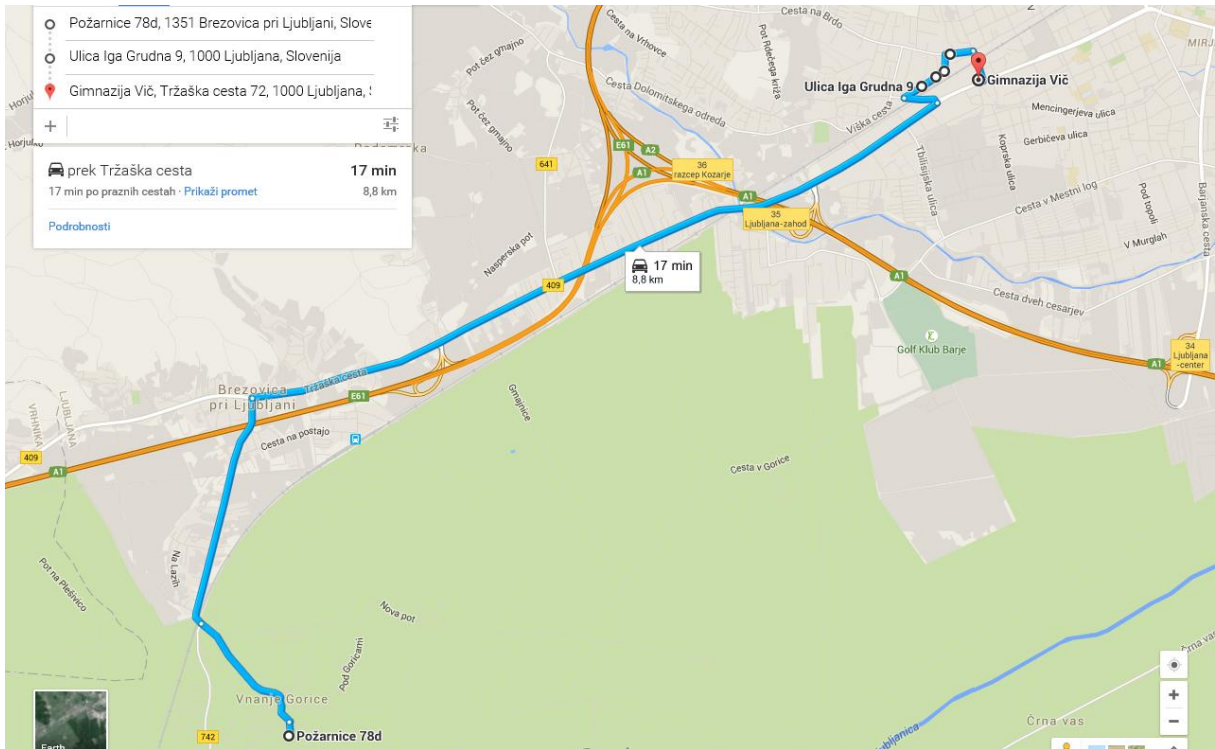 Požarnice 78d, 1351 Brezovica pri Ljubljani, Slove
Ulica Iga Grudna 9, 1000 Ljubljana, Slovenija
Gimnazija Vič, Tržaška cesta 72, 1000 Ljubljana,
prek Tržaška cesta 17 min
17 min po praznih cestah · Prikaži promet 8,8 km
Podrobnosti
Cesta na Brdo
Cesta na Vrhovce
Pot Rdečega križa
Pot čez gmajno
MIRJ
Ulica Iga Grudna 9
Gimnazija Vič
Cesta Dolomitskega odreda
Viška cesta
Mencingerjeva ulica
Gerbičeva ulica
Pot čez gmajno
Horjul
E61
A2
641
36
razcep Kozarje
A1
Koprska ulica
Tbilisijska ulica
A1
Cesta v Mestni log
Pod topoli
Barjanska cesta
35
Ljubljana-zahod
V Murglah
Nasperska pot
17 min
8,8 km
A1
409
Cesta dveh cesarjev
Golf Klub Barje
34
Ljubljana
-center
A1
Tržaška cesta
Brezovica
pri Ljubljani
E61
Gmajnice
VRHNIKA
LJUBLJANA
Cesta na postajo
409
A1
Cesta v Gorice
Na Lazih
Pot na Plešivico
Nova pot
Pod Goricami
Črna vas
Vnanje Gorice
Požarnice 78d
742
Črna vas
Ljubljanica
Earth